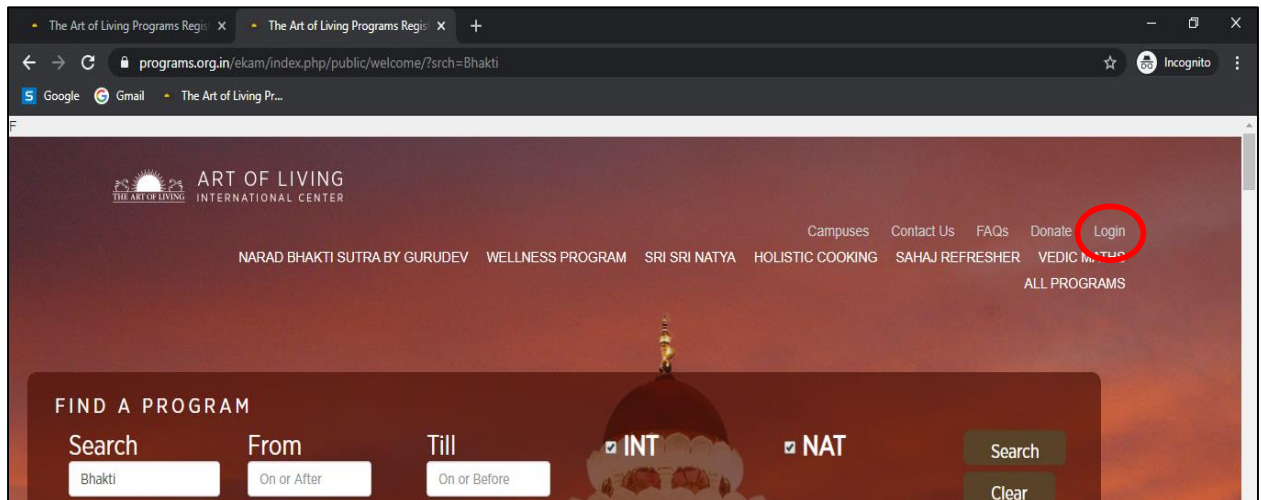 The Art of Living Programs Regis
The Art of Living Programs Regis
programs.org.in/ekam/index.php/public/welcome/?srch=Bhakti
Incognito
S Google G Gmail The Art of Living Pr...
F
THE ART OF LIVING
ART OF LIVING
INTERNATIONAL CENTER
Campuses Contact Us FAQs Donate Login
NARAD BHAKTI SUTRA BY GURUDEV WELLNESS PROGRAM SRI SRI NATYA HOLISTIC COOKING SAHAJ REFRESHER VEDIC MATHS
ALL PROGRAMS
FIND A PROGRAM
Search From Till INT NAT Search
Bhakti On or After On or Before Clear